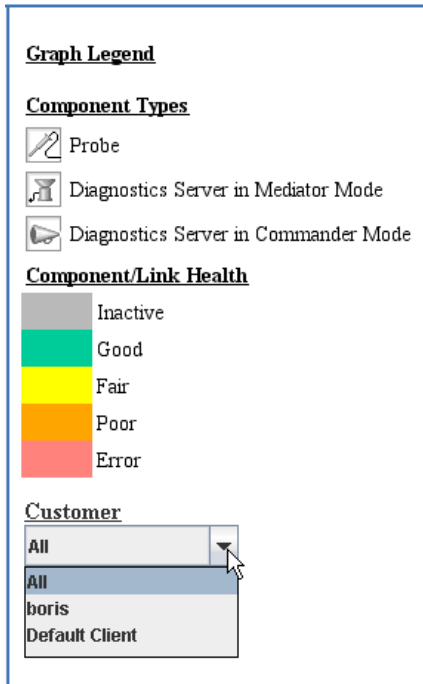 Graph Legend
Component Types
Probe
Diagnostics Server in Mediator Mode
Diagnostics Server in Commander Mode
Component/Link Health
Inactive
Good
Fair
Poor
Error
Customer
All
All
boris
Default Client